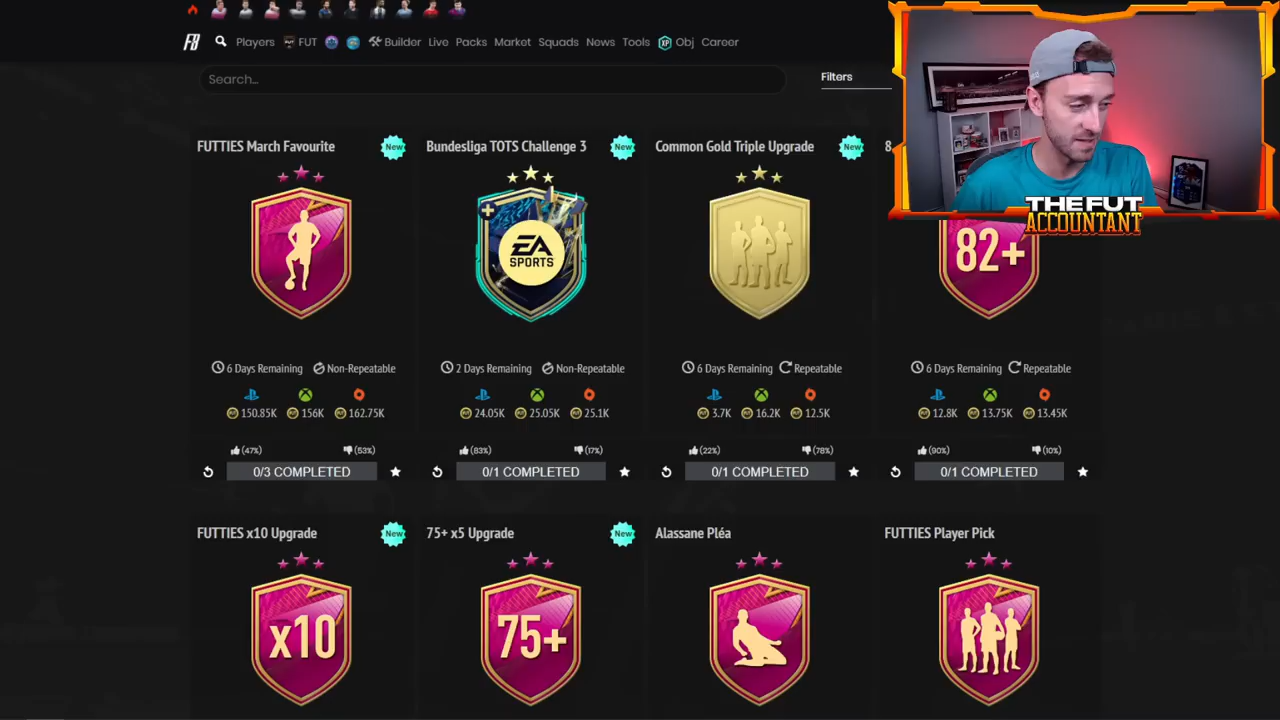 Players FUT Builder Live Packs Market Squads News Tools XP Obj Career
Search...
Filters
FUTTIES March Favourite New
Bundesliga TOTS Challenge 3 New
Common Gold Triple Upgrade New
8
EA
SPORTS
82+
THE FUT
ACCOUNTANT
6 Days Remaining Non-Repeatable
2 Days Remaining Non-Repeatable
6 Days Remaining Repeatable
6 Days Remaining Repeatable
150.85K 156K 162.75K
24.05K 25.05K 25.1K
3.7K 16.2K 12.5K
12.8K 13.75K 13.45K
(47%) (53%)
(83%) (17%)
(22%) (78%)
(90%) (10%)
0/3 COMPLETED
0/1 COMPLETED
0/1 COMPLETED
0/1 COMPLETED
FUTTIES x10 Upgrade New
75+ x5 Upgrade New
Alassane Pléa
FUTTIES Player Pick
x10
75+